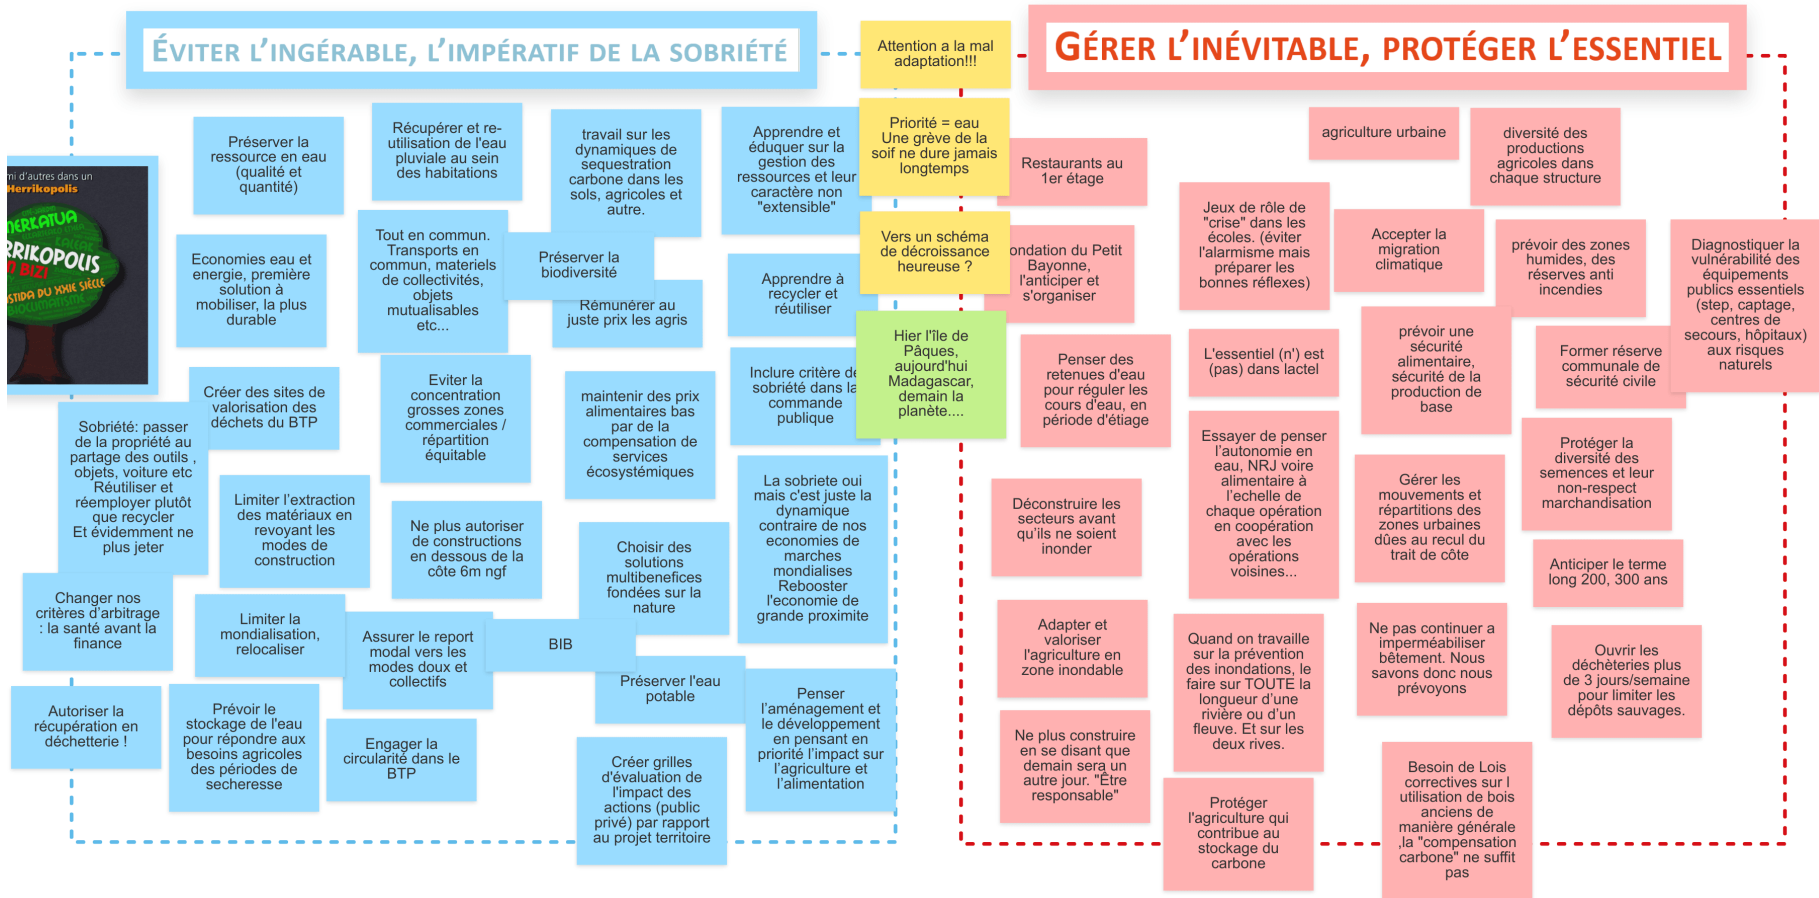 ÉVITER L'INGÉRABLE, L'IMPÉRATIF DE LA SOBRIÉTÉ
Attention a la mal
adaptation!!!
GÉRER L'INÉVITABLE, PROTÉGER L'ESSENTIEL
mi d'autres dans un
Herrikopolis
MERKATUA
RRIKOPOLIS
BIZI
STIDA DU XXIE SIÈCLE
BIOCLIMATISME
Préserver la
ressource en eau
(qualité et
quantité)
Récupérer et re-
utilisation de l'eau
pluviale au sein
des habitations
travail sur les
dynamiques de
sequestration
carbone dans les
sols, agricoles et
autre.
Apprendre et
éduquer sur la
gestion des
ressources et leur
caractère non
"extensible"
Economies eau et
energie, première
solution à
mobiliser, la plus
durable
Tout en commun.
Transports en
commun, materiels
de collectivités,
objets
mutualisables
etc...
Préserver la
biodiversité
Rémunérer au
juste prix les agris
Apprendre à
recycler et
réutiliser
Créer des sites de
valorisation des
déchets du BTP
Eviter la
concentration
grosses zones
commerciales /
répartition
équitable
maintenir des prix
alimentaires bas
par de la
compensation de
services
écosystémiques
Inclure critère de
sobriété dans la
commande
publique
Sobriété: passer
de la propriété au
partage des outils ,
objets, voiture etc
Réutiliser et
réemployer plutôt
que recycler
Et évidemment ne
plus jeter
Limiter l'extraction
des matériaux en
revoyant les
modes de
construction
Ne plus autoriser
de constructions
en dessous de la
côte 6m ngf
Choisir des
solutions
multibenefices
fondées sur la
nature
La sobriete oui
mais c'est juste la
dynamique
contraire de nos
economies de
marches
mondialises
Rebooster
l'economie de
grande proximite
Changer nos
critères d'arbitrage
: la santé avant la
finance
Limiter la
mondialisation,
relocaliser
Assurer le report
modal vers les
modes doux et
collectifs
BIB
Préserver l'eau
potable
Penser
l'aménagement et
le développement
en pensant en
priorité l'impact sur
l'agriculture et
l'alimentation
Autoriser la
récupération en
déchetterie !
Prévoir le
stockage de l'eau
pour répondre aux
besoins agricoles
des périodes de
secheresse
Engager la
circularité dans le
BTP
Créer grilles
d'évaluation de
l'impact des
actions (public
privé) par rapport
au projet territoire
Priorité = eau
Une grève de la
soif ne dure jamais
longtemps
Vers un schéma
de décroissance
heureuse ?
Hier l'île de
Pâques,
aujourd'hui
Madagascar,
demain la
planète....
Restaurants au
1er étage
agriculture urbaine
diversité des
productions
agricoles dans
chaque structure
ondation du Petit
Bayonne,
l'anticiper et
s'organiser
Jeux de rôle de
"crise" dans les
écoles. (éviter
l'alarmisme mais
préparer les
bonnes réflexes)
Accepter la
migration
climatique
prévoir des zones
humides, des
réserves anti
incendies
Diagnostiquer la
vulnérabilité des
équipements
publics essentiels
(step, captage,
centres de
secours, hôpitaux)
aux risques
naturels
Penser des
retenues d'eau
pour réguler les
cours d'eau, en
période d'étiage
L'essentiel (n') est
(pas) dans lactel
prévoir une
sécurité
alimentaire,
sécurité de la
production de
base
Former réserve
communale de
sécurité civile
Essayer de penser
l'autonomie en
eau, NRJ voire
alimentaire à
l'echelle de
chaque opération
en coopération
avec les
opérations
voisines...
Protéger la
diversité des
semences et leur
non-respect
marchandisation
Déconstruire les
secteurs avant
qu'ils ne soient
inonder
Gérer les
mouvements et
répartitions des
zones urbaines
dûes au recul du
trait de côte
Anticiper le terme
long 200, 300 ans
Adapter et
valoriser
l'agriculture en
zone inondable
Quand on travaille
sur la prévention
des inondations, le
faire sur TOUTE la
longueur d'une
rivière ou d'un
fleuve. Et sur les
deux rives.
Ne pas continuer a
imperméabiliser
bêtement. Nous
savons donc nous
prévoyons
Ouvrir les
déchèteries plus
de 3 jours/semaine
pour limiter les
dépôts sauvages.
Ne plus construire
en se disant que
demain sera un
autre jour. "Être
responsable"
Protéger
l'agriculture qui
contribue au
stockage du
carbone
Besoin de Lois
correctives sur l
utilisation de bois
anciens de
manière générale
,la "compensation
carbone" ne suffit
pas